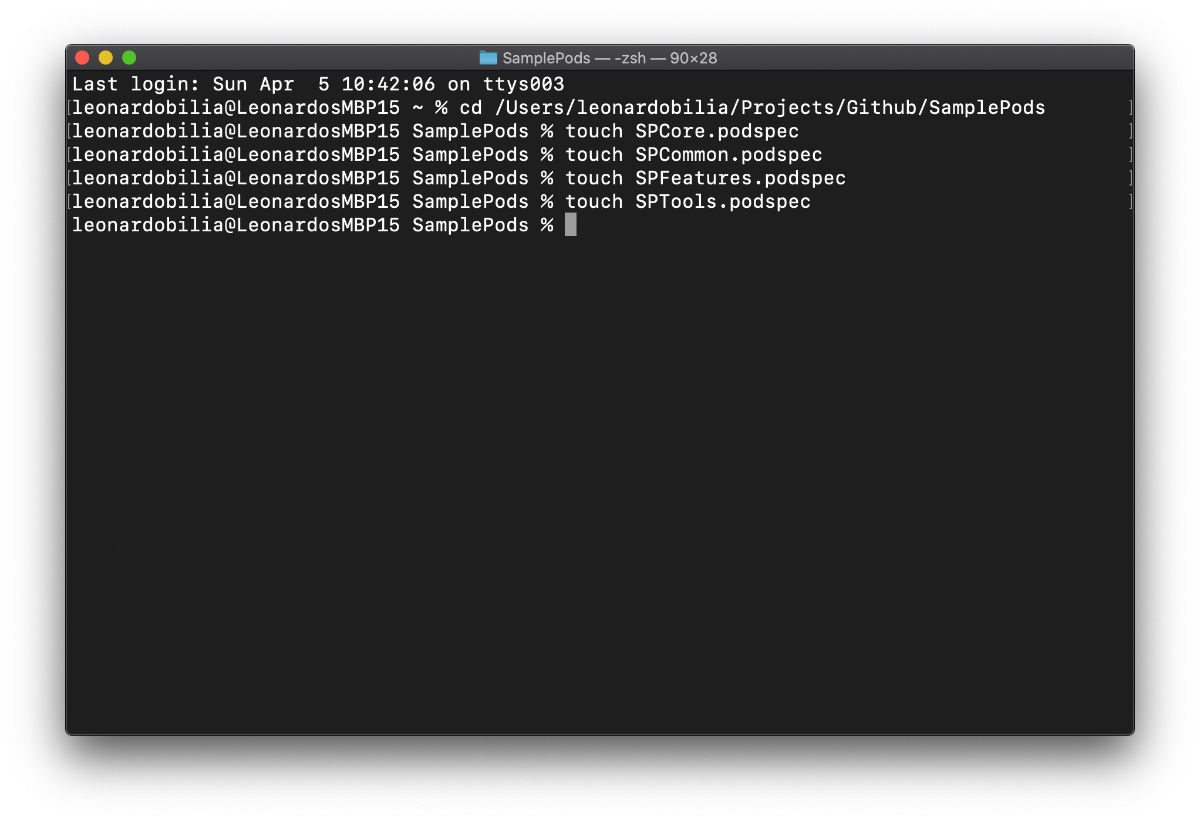 SamplePods — -zsh — 90×28
Last login: Sun Apr  5 10:42:06 on ttys003
[leonardobilia@LeonardosMBP15 ~ % cd /Users/leonardobilia/Projects/Github/SamplePods ]
[leonardobilia@LeonardosMBP15 SamplePods % touch SPCore.podspec ]
[leonardobilia@LeonardosMBP15 SamplePods % touch SPCommon.podspec ]
[leonardobilia@LeonardosMBP15 SamplePods % touch SPFeatures.podspec ]
[leonardobilia@LeonardosMBP15 SamplePods % touch SPTools.podspec ]
leonardobilia@LeonardosMBP15 SamplePods %